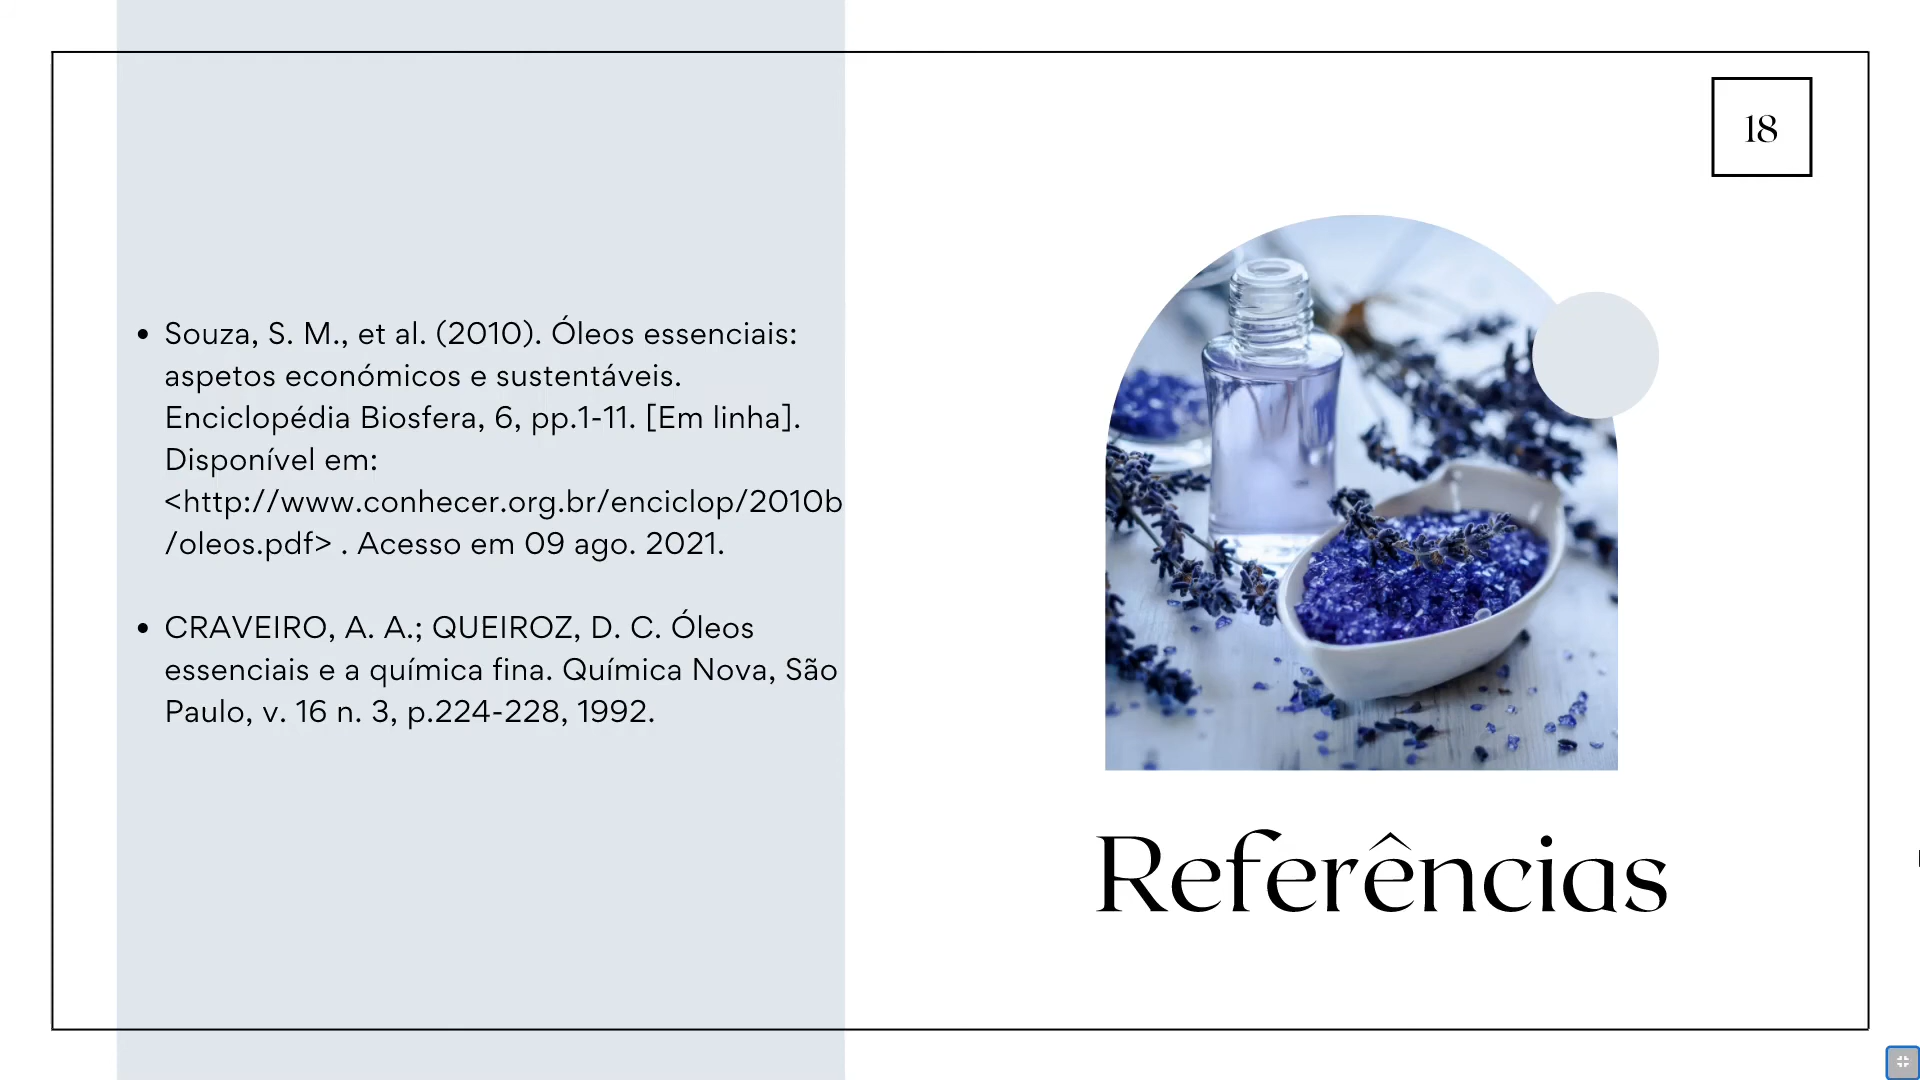 18
• Souza, S. M., et al. (2010). Óleos essenciais:
aspetos económicos e sustentáveis.
Enciclopédia Biosfera, 6, pp.1-11. [Em linha].
Disponível em:
<http://www.conhecer.org.br/enciclop/2010b
/oleos.pdf> . Acesso em 09 ago. 2021.
• CRAVEIRO, A. A.; QUEIROZ, D. C. Óleos
essenciais e a química fina. Química Nova, São
Paulo, v. 16 n. 3, p.224-228, 1992.
Referências